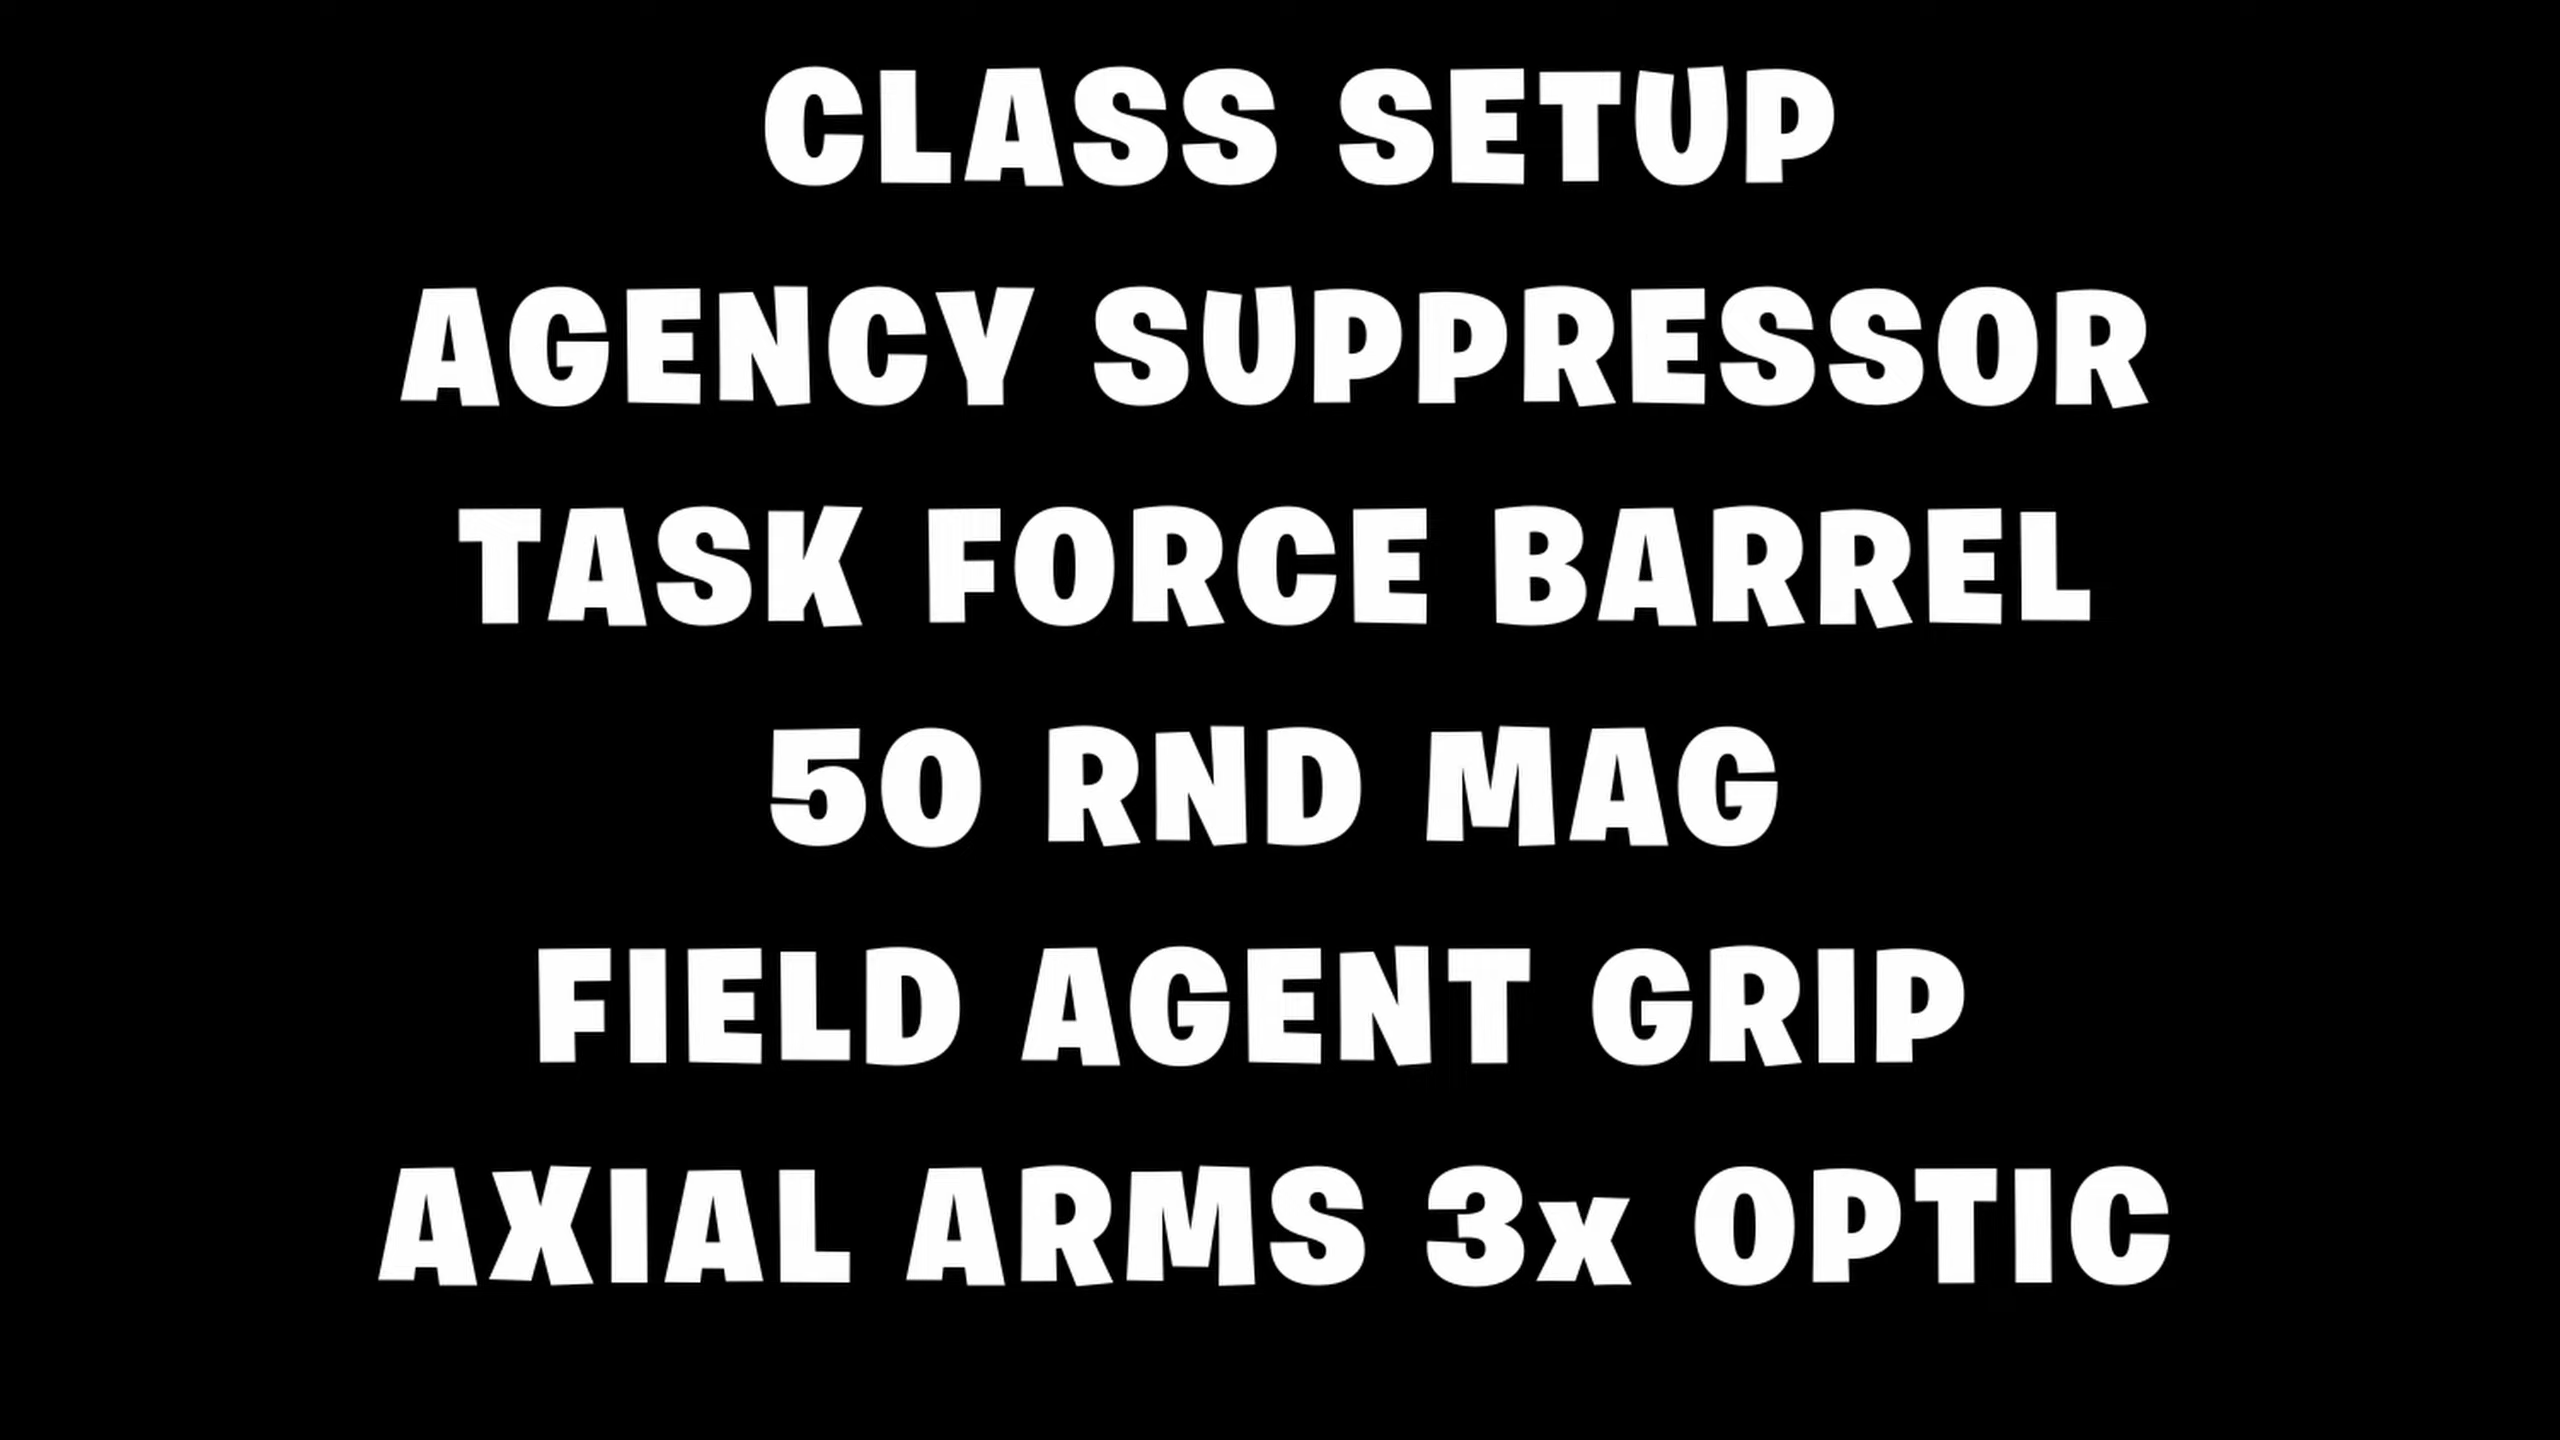 CLASS SETUP
AGENCY SUPPRESSOR
TASK FORCE BARREL
50 RND MAG
FIELD AGENT GRIP
AXIAL ARMS 3x OPTIC